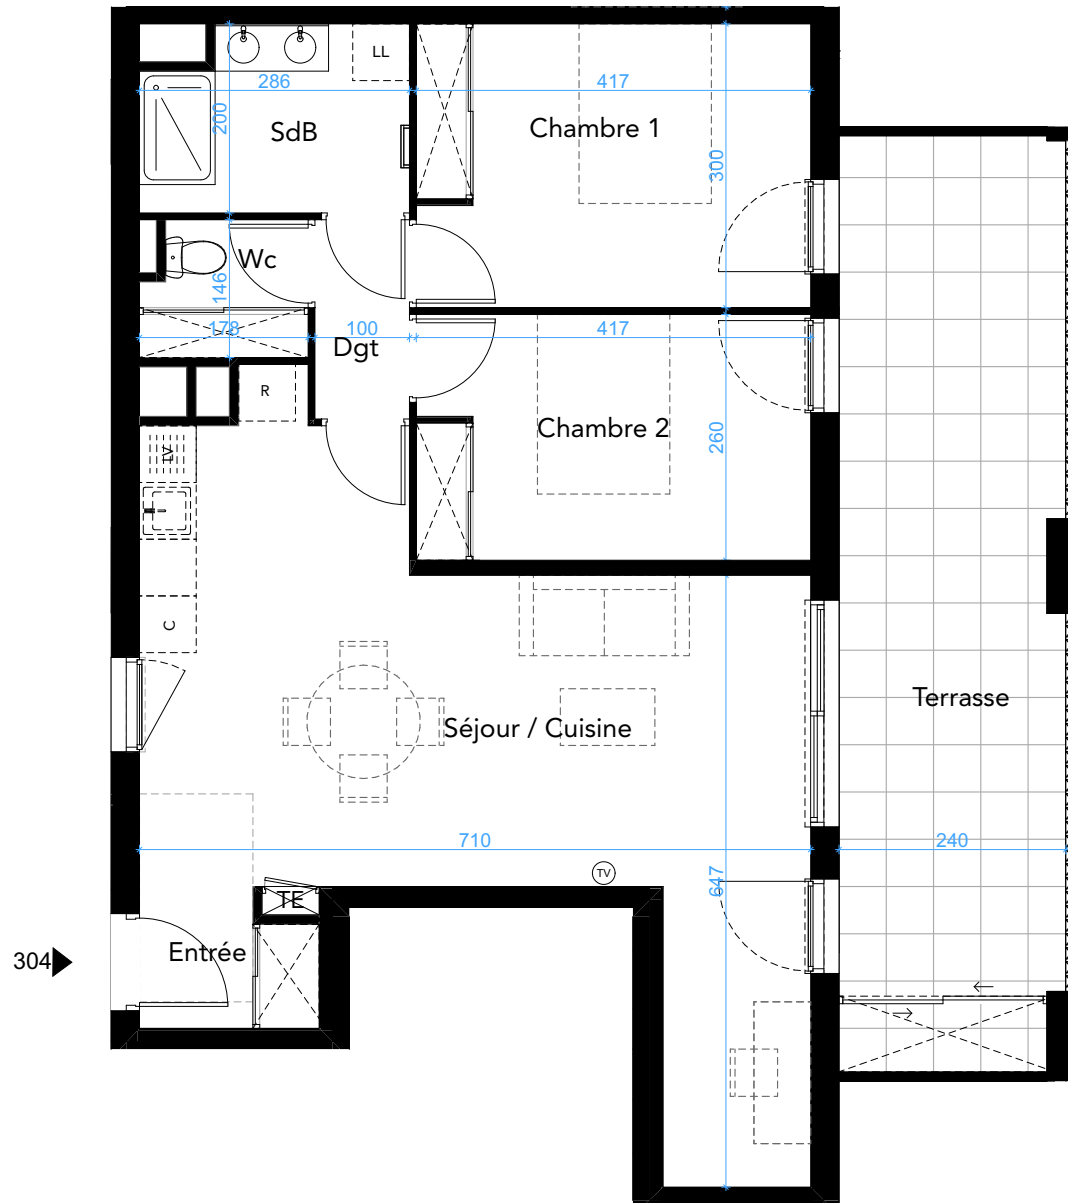 LL
286
417
200
SdB
Chambre 1
300
Wc
146
178
100
417
Dgt
R
Chambre 2
260
LV
C
Terrasse
Séjour / Cuisine
710
240
TV
647
TE
Entrée
304